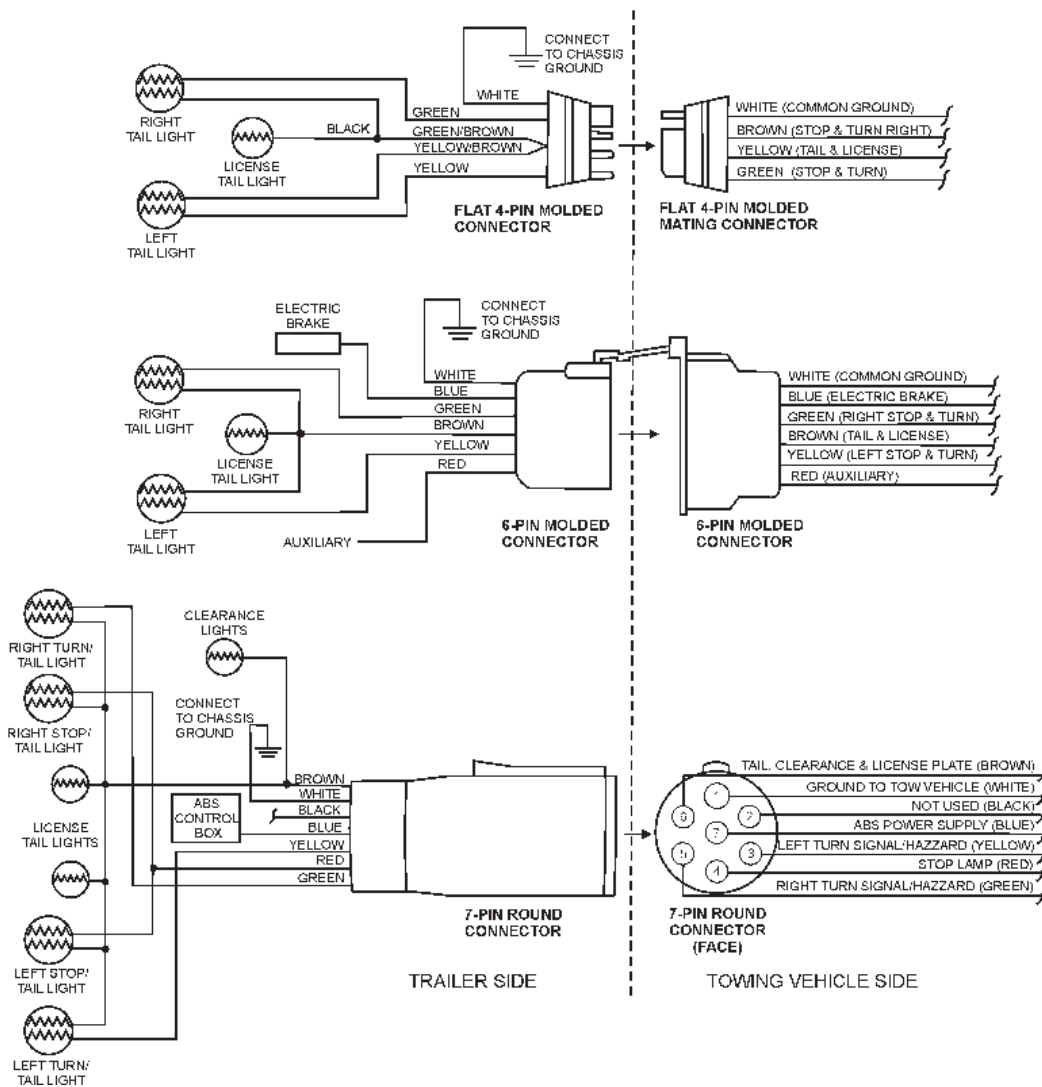 CONNECT
TO CHASSIS
GROUND
WHITE
GREEN
RIGHT
TAIL LIGHT
BLACK
GREEN/BROWN
YELLOW/BROWN
LICENSE
TAIL LIGHT
YELLOW
LEFT
TAIL LIGHT
FLAT 4-PIN MOLDED
CONNECTOR
WHITE (COMMON GROUND)
BROWN (STOP & TURN RIGHT)
YELLOW (TAIL & LICENSE)
GREEN (STOP & TURN)
FLAT 4-PIN MOLDED
MATING CONNECTOR
ELECTRIC
BRAKE
CONNECT
TO CHASSIS
GROUND
WHITE
BLUE
GREEN
BROWN
YELLOW
RED
RIGHT
TAIL LIGHT
LICENSE
TAIL LIGHT
LEFT
TAIL LIGHT
AUXILIARY
6-PIN MOLDED
CONNECTOR
WHITE (COMMON GROUND)
BLUE (ELECTRIC BRAKE)
GREEN (RIGHT STOP & TURN)
BROWN (TAIL & LICENSE)
YELLOW (LEFT STOP & TURN)
RED (AUXILIARY)
6-PIN MOLDED
CONNECTOR
RIGHT TURN/
TAIL LIGHT
CLEARANCE
LIGHTS
RIGHT STOP/
TAIL LIGHT
CONNECT
TO CHASSIS
GROUND
LICENSE
TAIL LIGHTS
ABS
CONTROL
BOX
BROWN
WHITE
BLACK
BLUE
YELLOW
RED
GREEN
LEFT STOP/
TAIL LIGHT
LEFT TURN/
TAIL LIGHT
7-PIN ROUND
CONNECTOR
TRAILER SIDE
TAIL. CLEARANCE & LICENSE PLATE (BROWN)
GROUND TO TOW VEHICLE (WHITE)
NOT USED (BLACK)
ABS POWER SUPPLY (BLUE)
LEFT TURN SIGNAL/HAZZARD (YELLOW)
STOP LAMP (RED)
RIGHT TURN SIGNAL/HAZZARD (GREEN)
1
6
2
7
5
3
4
7-PIN ROUND
CONNECTOR
(FACE)
TOWING VEHICLE SIDE